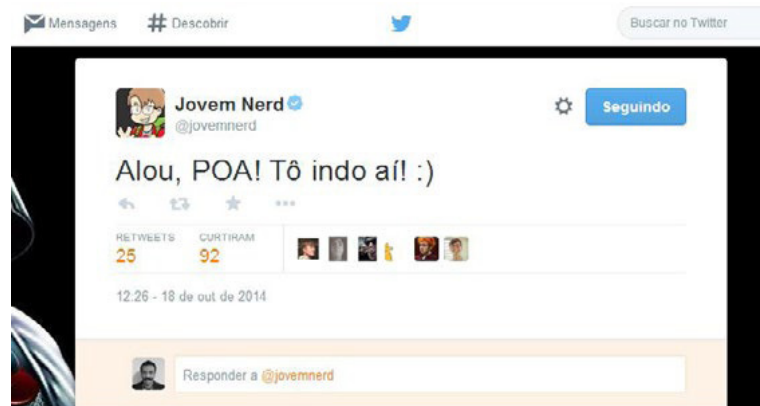 Mensagens # Descobrir Buscar no Twitter
Jovem Nerd
@jovemnerd
Seguindo
Alou, POA! Tô indo aí! :)
RETWEETS CURTIRAM
25 92
12:26 - 18 de out de 2014
Responder a @jovemnerd